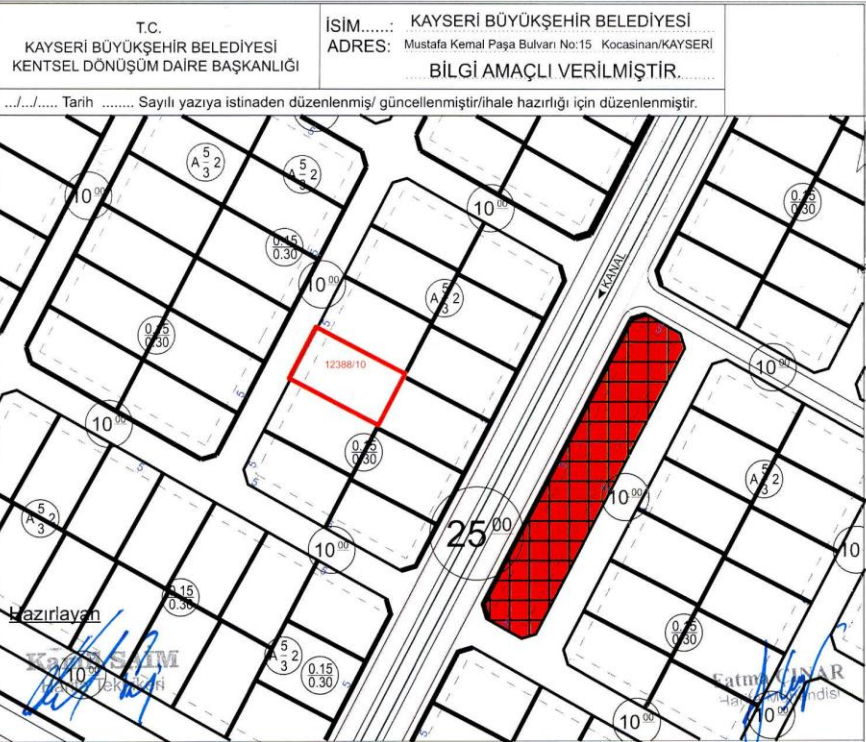 T.C.
KAYSERİ BÜYÜKŞEHİR BELEDİYESİ
KENTSEL DÖNÜŞÜM DAİRE BAŞKANLIĞI
İSİM......: KAYSERİ BÜYÜKŞEHİR BELEDİYESİ
ADRES: Mustafa Kemal Paşa Bulvarı No:15 Kocasinan/KAYSERİ
BİLGİ AMAÇLI VERİLMİŞTİR.
.../.../..... Tarih ........ Sayılı yazıya istinaden düzenlenmiş/ güncellenmiştir/ihale hazırlığı için düzenlenmiştir.
A 5/3 2
A 5/3 2
10 00
10 00
0.15
0.30
0.15
0.30
KANAL
10 00
A 5/3 2
0.15
0.30
12388/10
10 00
10 00
0.15
0.30
A 5/3 2
10 00
A 5/3 2
25 00
10 00
10
0.15
0.30
Hazırlayan
0.15
0.30
A 5/3 2
0.15
0.30
10 00
Fatma ÇINAR
10 00
10 00